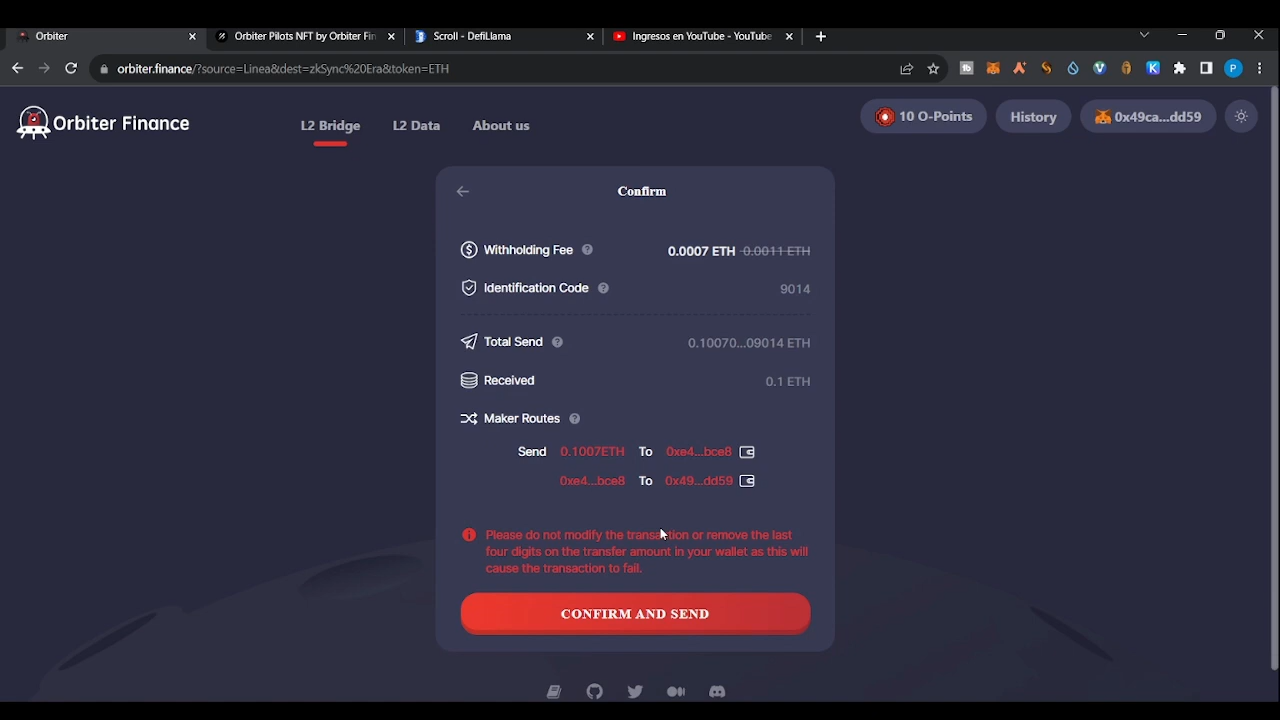 Orbiter
Orbiter Pilots NFT by Orbiter Fin
Scroll - DefiLlama
Ingresos en YouTube - YouTube
orbiter.finance/?source=Linea&dest=zkSync%20Era&token=ETH
P
Orbiter Finance
L2 Bridge
L2 Data
About us
10 O-Points
History
0x49ca...dd59
Confirm
Withholding Fee ? 0.0007 ETH 0.0011 ETH
Identification Code ? 9014
Total Send ? 0.10070...09014 ETH
Received 0.1 ETH
Maker Routes ?
Send 0.1007ETH To 0xe4...bce8
0xe4...bce8 To 0x49...dd59
Please do not modify the transaction or remove the last
four digits on the transfer amount in your wallet as this will
cause the transaction to fail.
CONFIRM AND SEND